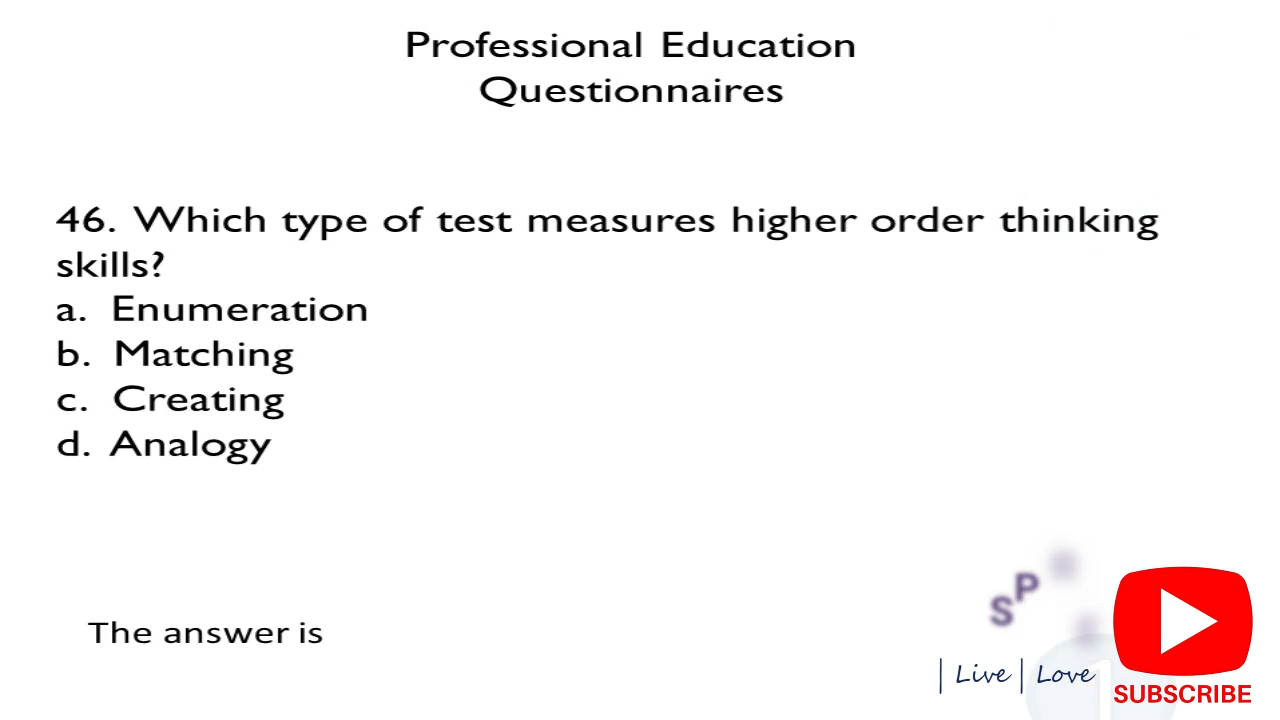 Professional Education
Questionnaires
46. Which type of test measures higher order thinking
skills?
a. Enumeration
b. Matching
c. Creating
d. Analogy
The answer is
SP
| Live | Love
SUBSCRIBE